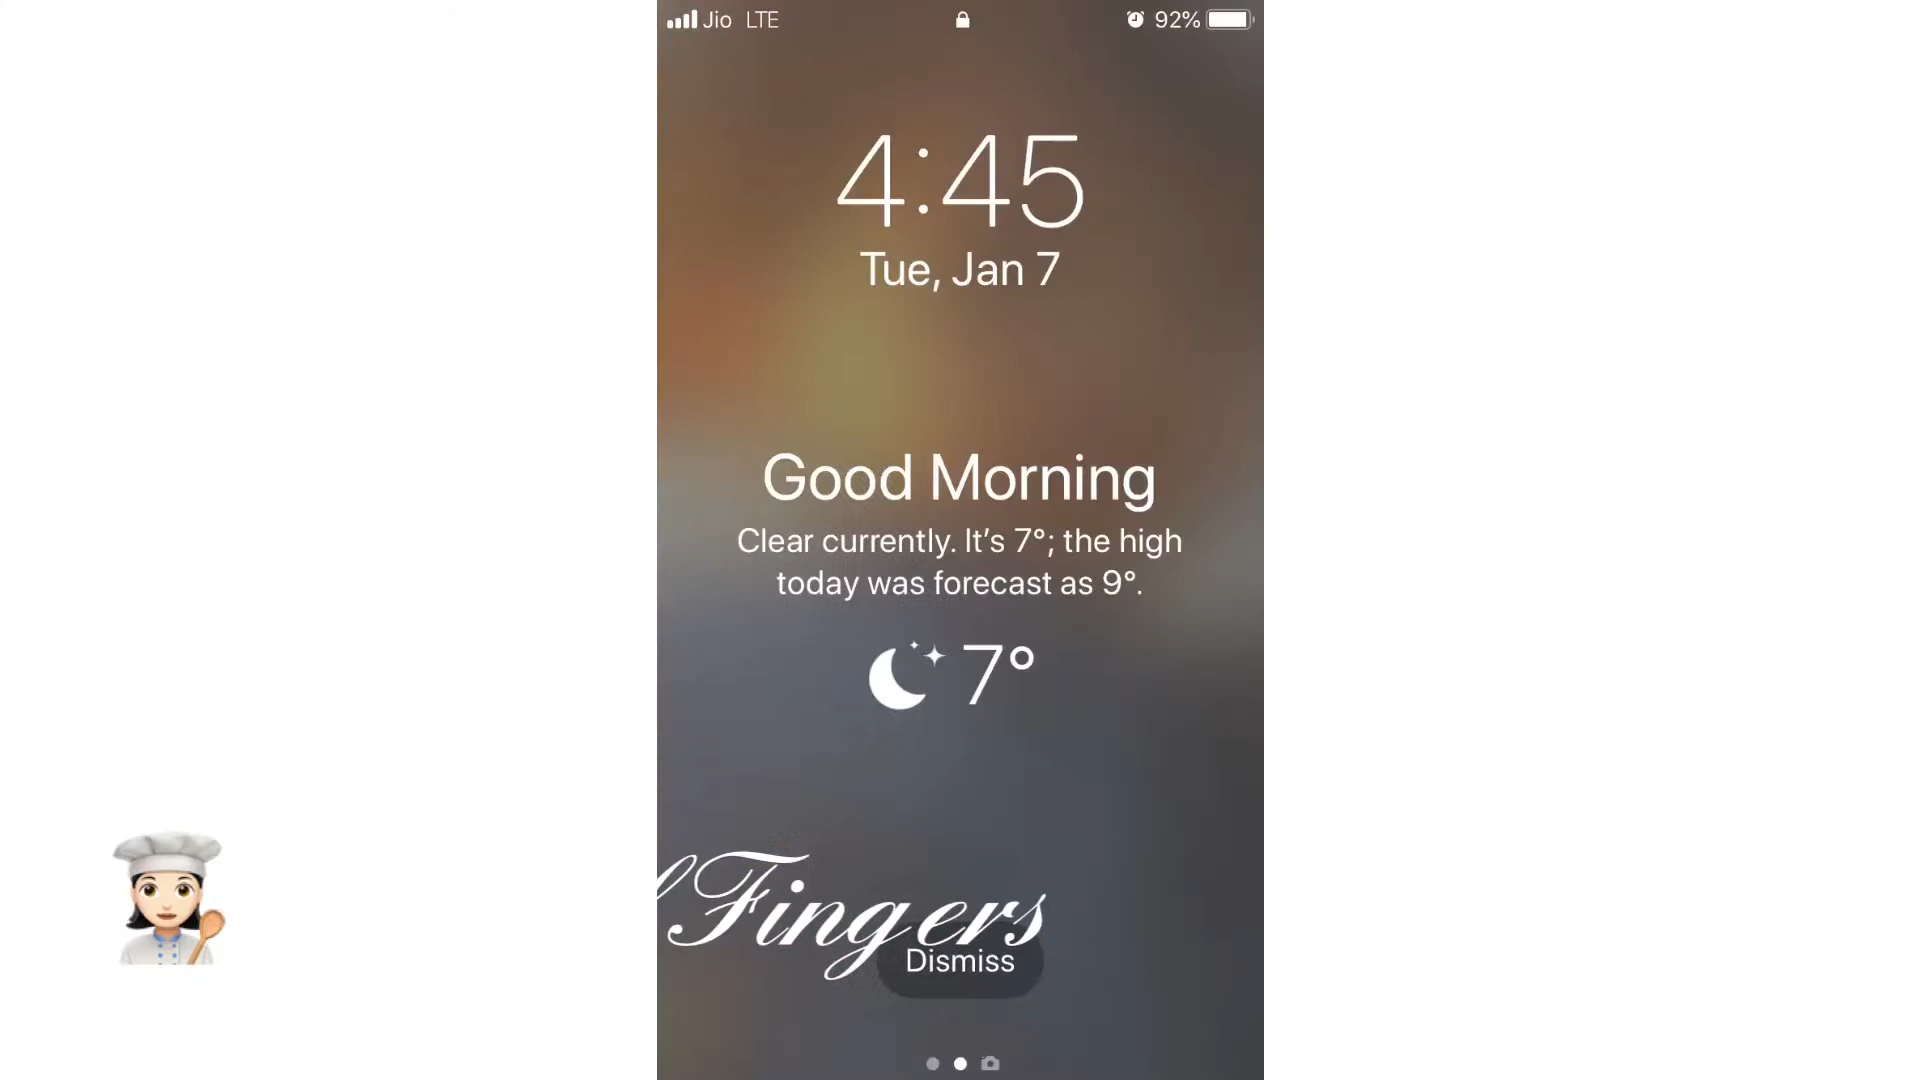 Jio LTE 92%
4:45
Tue, Jan 7
Good Morning
Clear currently. It's 7°; the high
today was forecast as 9°.
7°
Fingers
Dismiss